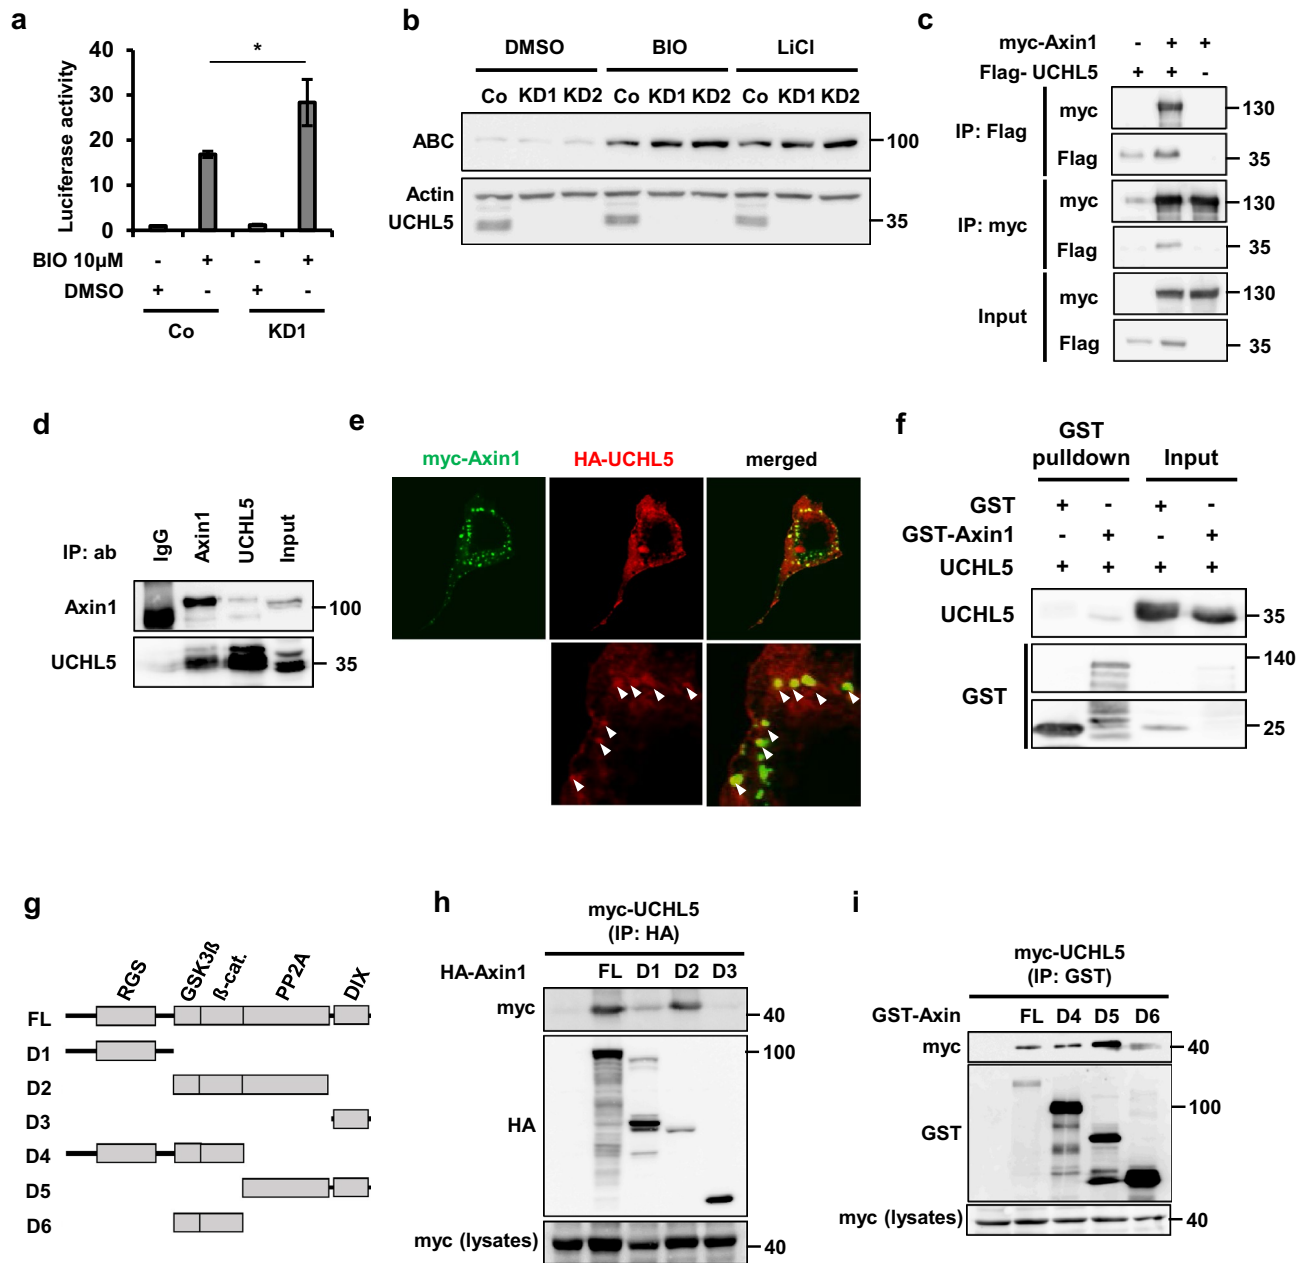 a
40
30
20
10
0
Luciferase activity
*
BIO 10µM - + - +
DMSO + - + -
Co KD1
b
DMSO BIO LiCl
Co KD1 KD2 Co KD1 KD2 Co KD1 KD2
ABC 100
Actin
UCHL5 35
c
myc-Axin1 - + +
Flag- UCHL5 + + -
IP: Flag
myc 130
Flag 35
IP: myc
myc 130
Flag 35
Input
myc 130
Flag 35
d
IP: ab IgG Axin1 UCHL5 Input
Axin1 100
UCHL5 35
e
myc-Axin1 HA-UCHL5 merged
f
GST pulldown Input
GST + - + -
GST-Axin1 - + - +
UCHL5 + + + +
UCHL5 35
GST
140
25
g
RGS GSK3ß ß-cat. PP2A DIX
FL
D1
D2
D3
D4
D5
D6
h
myc-UCHL5
(IP: HA)
HA-Axin1 FL D1 D2 D3
myc 40
HA 100
myc (lysates) 40
i
myc-UCHL5
(IP: GST)
GST-Axin FL D4 D5 D6
myc 40
GST 100
myc (lysates) 40